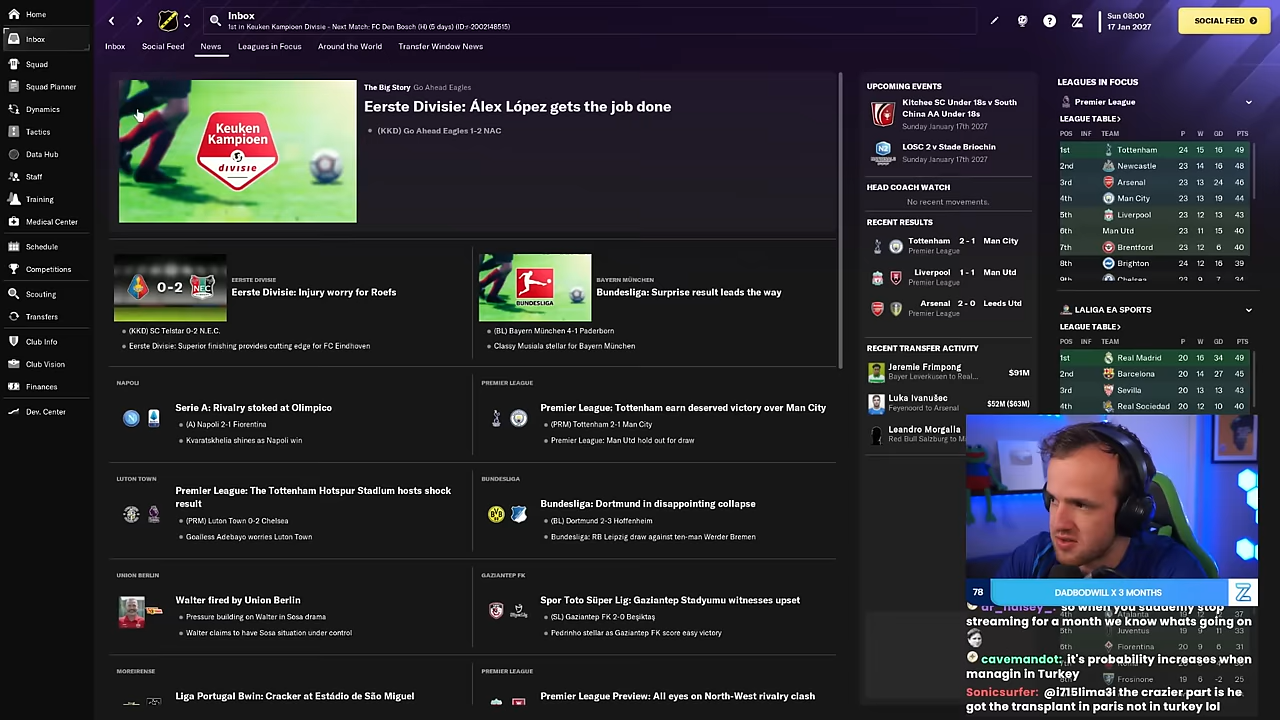 Home
Inbox
Squad
Squad Planner
Dynamics
Tactics
Data Hub
Staff
Training
Medical Center
Schedule
Competitions
Scouting
Transfers
Club Info
Club Vision
Finances
Dev. Center
Inbox
1st in Keuken Kampioen Divisie - Next Match: FC Den Bosch (H) (5 days) (ID:-2002148515)
Sun 08:00
17 Jan 2027
SOCIAL FEED
Inbox
Social Feed
News
Leagues in Focus
Around the World
Transfer Window News
Keuken
Kampioen
divisie
The Big Story Go Ahead Eagles
Eerste Divisie: Álex López gets the job done
(KKD) Go Ahead Eagles 1-2 NAC
0-2
EERSTE DIVISIE
Eerste Divisie: Injury worry for Roefs
(KKD) SC Telstar 0-2 N.E.C.
Eerste Divisie: Superior finishing provides cutting edge for FC Eindhoven
BUNDESLIGA
BAYERN MÜNCHEN
Bundesliga: Surprise result leads the way
(BL) Bayern München 4-1 Paderborn
Classy Musiala stellar for Bayern München
NAPOLI
Serie A: Rivalry stoked at Olimpico
(A) Napoli 2-1 Fiorentina
Kvaratskhelia shines as Napoli win
PREMIER LEAGUE
Premier League: Tottenham earn deserved victory over Man City
(PRM) Tottenham 2-1 Man City
Premier League: Man Utd hold out for draw
LUTON TOWN
Premier League: The Tottenham Hotspur Stadium hosts shock
result
(PRM) Luton Town 0-2 Chelsea
Goalless Adebayo worries Luton Town
BUNDESLIGA
Bundesliga: Dortmund in disappointing collapse
(BL) Dortmund 2-3 Hoffenheim
Bundesliga: RB Leipzig draw against ten-man Werder Bremen
UNION BERLIN
Walter fired by Union Berlin
Pressure building on Walter in Sosa drama
Walter claims to have Sosa situation under control
GAZIANTEP FK
Spor Toto Süper Lig: Gaziantep Stadyumu witnesses upset
(SL) Gaziantep FK 2-0 Beşiktaş
Pedrinho stellar as Gaziantep FK score easy victory
MOREIRENSE
Liga Portugal Bwin: Cracker at Estádio de São Miguel
PREMIER LEAGUE
Premier League Preview: All eyes on North-West rivalry clash
UPCOMING EVENTS
Kitchee SC Under 18s v South
China AA Under 18s
Sunday January 17th 2027
LOSC 2 v Stade Briochin
Sunday January 17th 2027
HEAD COACH WATCH
No recent movements.
RECENT RESULTS
Tottenham 2 - 1 Man City
Premier League
Liverpool 1 - 1 Man Utd
Premier League
Arsenal 2 - 0 Leeds Utd
Premier League
RECENT TRANSFER ACTIVITY
Jeremie Frimpong
Bayer Leverkusen to Real...
$91M
Luka Ivanušec
Feyenoord to Arsenal
$52M ($63M)
Leandro Morgalla
Red Bull Salzburg to M
LEAGUES IN FOCUS
Premier League
LEAGUE TABLE>
POS INF TEAM P W GD PTS
1st Tottenham 24 15 16 49
2nd Newcastle 23 14 16 48
3rd Arsenal 23 13 24 46
4th Man City 23 13 19 44
5th Liverpool 23 12 13 43
6th Man Utd 23 11 15 40
7th Brentford 23 12 6 40
8th Brighton 24 12 16 39
9th Chelsea
LALIGA EA SPORTS
LEAGUE TABLE>
POS INF TEAM P W GD PTS
1st Real Madrid 20 16 34 49
2nd Barcelona 20 14 27 45
3rd Sevilla 20 13 13 43
4th Real Sociedad 20 12 10 40
78
DADBODWILL X 3 MONTHS
dr_halsey_: so when you suddenly stop
streaming for a month we know whats going on
cavemandot: it's probability increases when
managin in Turkey
Sonicsurfer: @i715lima3i the crazier part is he
got the transplant in paris not in turkey lol
Juventus
Fiorentina 20 9 6 31
Frosinone